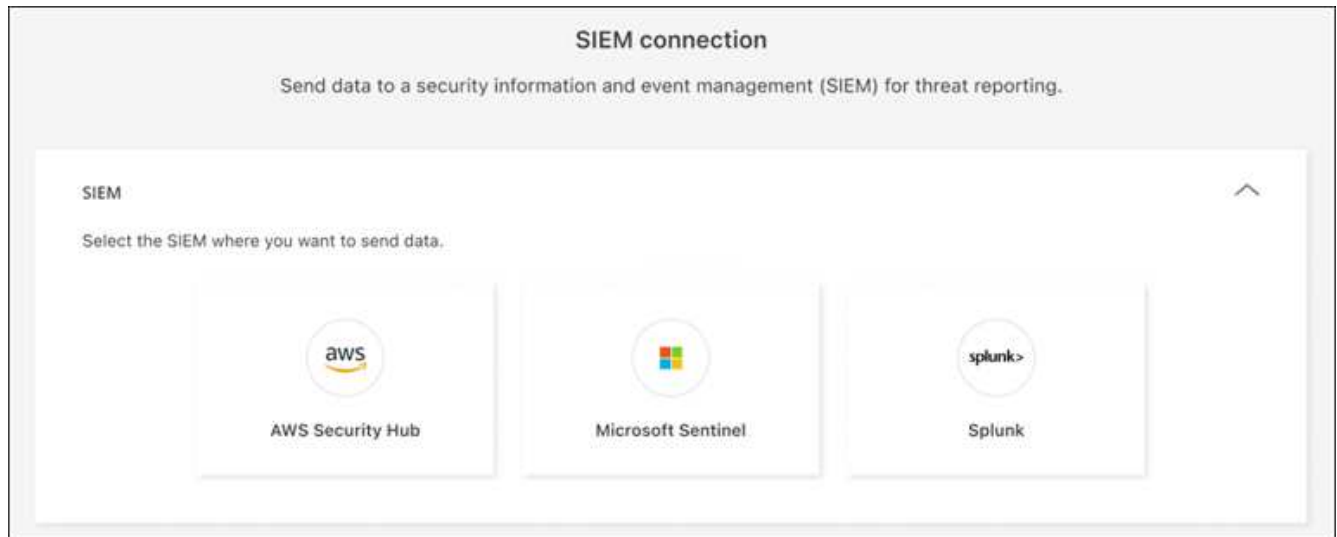 SIEM connection
Send data to a security information and event management (SIEM) for threat reporting.
SIEM
Select the SIEM where you want to send data.
aws
splunk>
AWS Security Hub
Microsoft Sentinel
Splunk